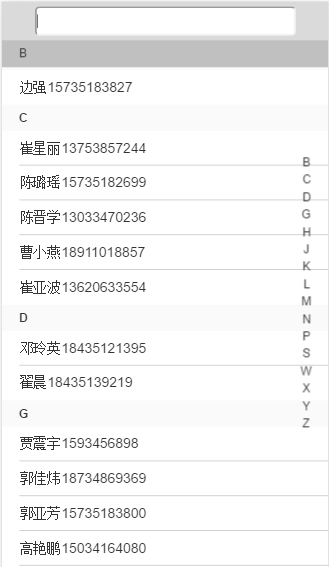 B
边强15735183827
C
崔星丽13753857244
陈璐瑶15735182699
陈晋学13033470236
曹小燕18911018857
崔亚波13620633554
D
邓玲英18435121395
翟晨18435139219
G
贾震宇1593456898
郭佳炜18734869369
郭亚芳15735183800
高艳鹏15034164080
B
C
D
G
H
J
K
L
M
N
P
S
W
X
Y
Z